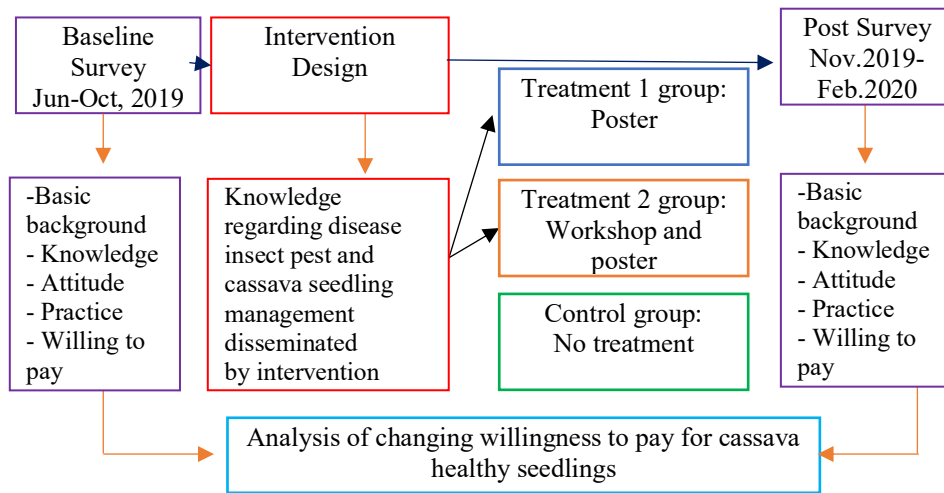 Baseline
Survey
Jun-Oct, 2019
Intervention
Design
Post Survey
Nov.2019-
Feb.2020
Treatment 1 group:
Poster
Treatment 2 group:
Workshop and
poster
Control group:
No treatment
-Basic
background
- Knowledge
- Attitude
- Practice
- Willing to
pay
Knowledge
regarding disease
insect pest and
cassava seedling
management
disseminated
by intervention
-Basic
background
- Knowledge
- Attitude
- Practice
- Willing to
pay
Analysis of changing willingness to pay for cassava
healthy seedlings